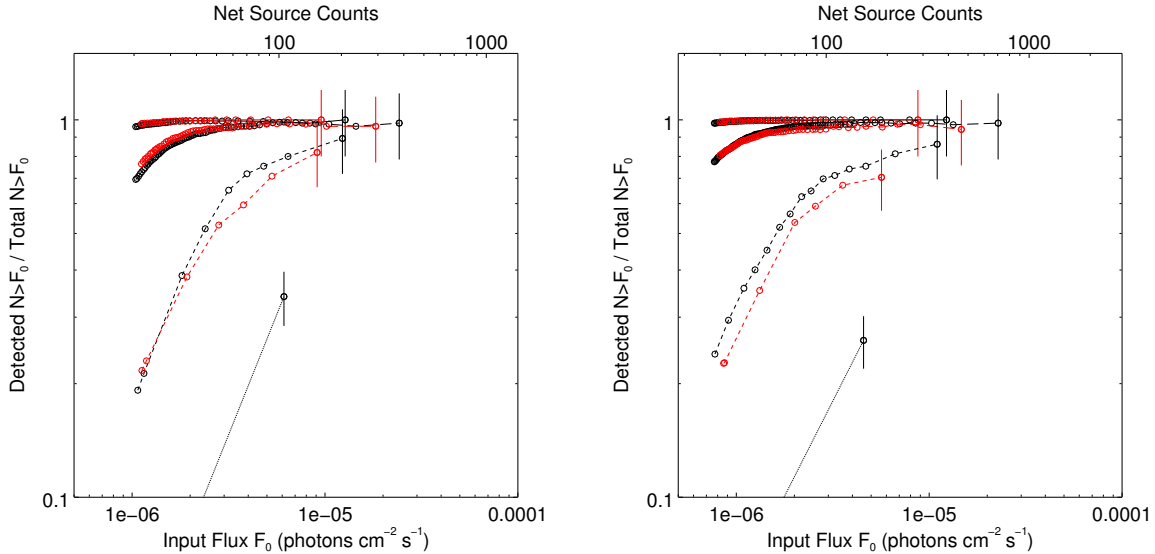 Net Source Counts
100 1000
Detected N>F₀ / Total N>F₀
1
0.1
1e-06 1e-05 0.0001
Input Flux F₀ (photons cm⁻² s⁻¹)
Net Source Counts
100 1000
Detected N>F₀ / Total N>F₀
1
0.1
1e-06 1e-05 0.0001
Input Flux F₀ (photons cm⁻² s⁻¹)